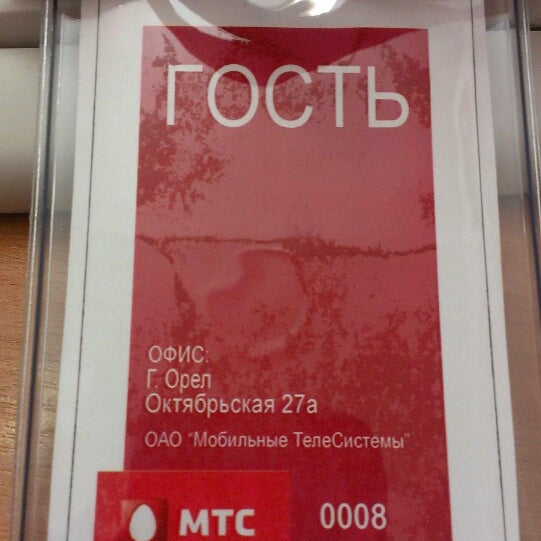 ГОСТЬ
ОФИС:
Г. Орел
Октябрьская 27а
ОАО "Мобильные ТелеСистемы"
МТС 0008